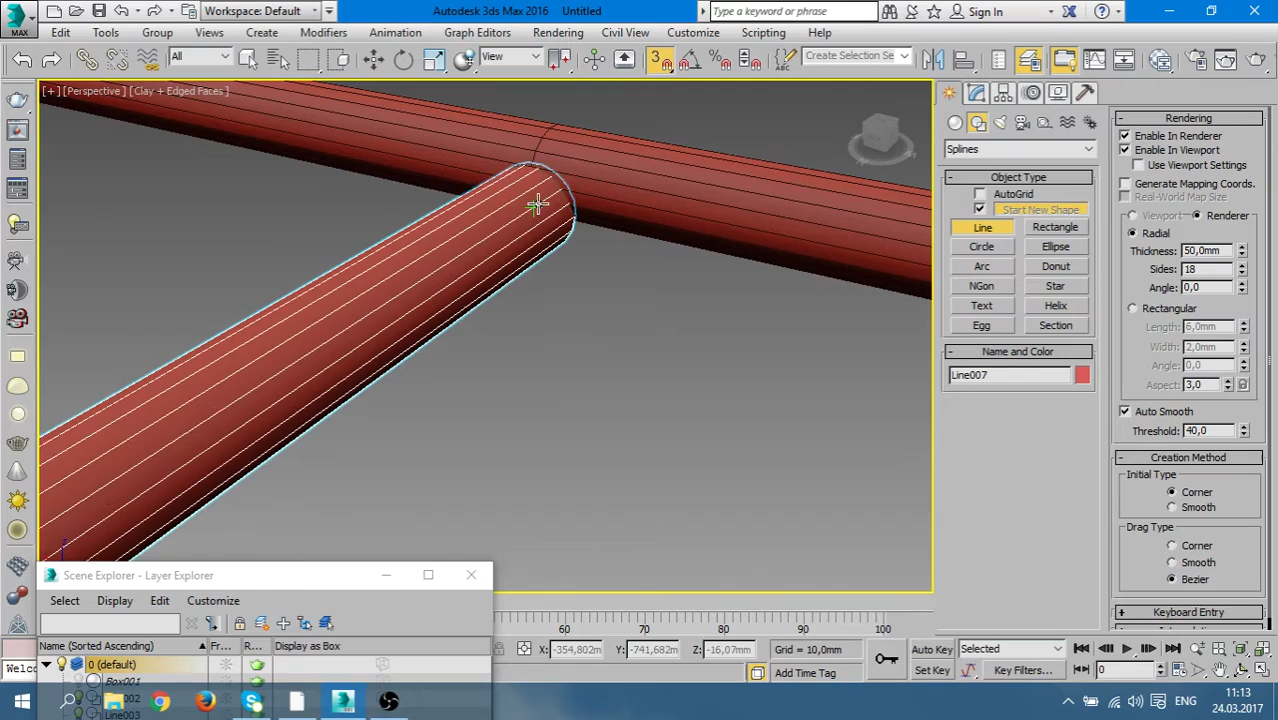 Workspace: Default
Autodesk 3ds Max 2016 Untitled
Type a keyword or phrase
Sign In
MAX
Edit Tools Group Views Create Modifiers Animation Graph Editors Rendering Civil View Customize Scripting Help
All
View
3
Create Selection Se
[+] [Perspective] [Clay + Edged Faces]
Splines
- Object Type
AutoGrid
Start New Shape
Line Rectangle
Circle Ellipse
Arc Donut
NGon Star
Text Helix
Egg Section
- Name and Color
Line007
- Rendering
Enable In Renderer
Enable In Viewport
Use Viewport Settings
Generate Mapping Coords.
Real-World Map Size
Viewport Renderer
Radial
Thickness: 50,0mm
Sides: 18
Angle: 0,0
Rectangular
Length: 6,0mm
Width: 2,0mm
Angle: 0,0
Aspect: 3,0
Auto Smooth
Threshold: 40,0
- Creation Method
Initial Type
Corner
Smooth
Drag Type
Corner
Smooth
Bezier
+ Keyboard Entry
z
Scene Explorer - Layer Explorer
Select Display Edit Customize
Name (Sorted Ascending) Fr... R... Display as Box
0 (default)
Box001
Line003
60 70 80 90 100
X: -354,802m Y: -741,682m Z: -16,07mm Grid = 10,0mm
Add Time Tag
Auto Key Selected
Set Key Key Filters... 0
Welc
ENG
11:13
24.03.2017